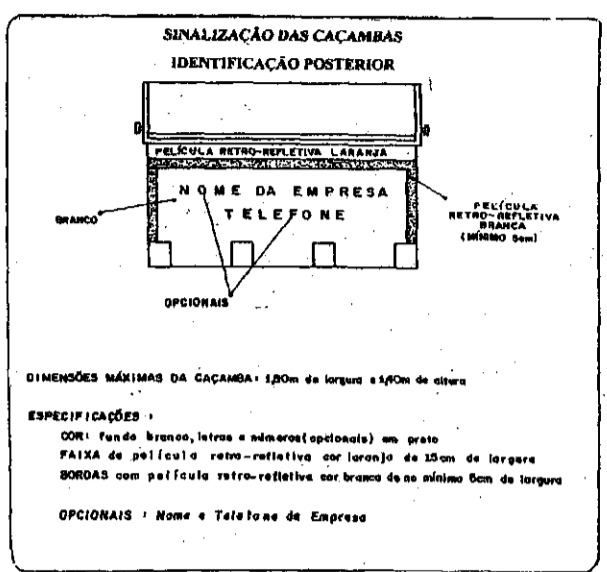 SINALIZAÇÃO DAS CAÇAMBAS
IDENTIFICAÇÃO POSTERIOR
PELÍCULA RETRO-REFLETIVA LARANJA
NOME DA EMPRESA
TELEFONE
BRANCO
PELÍCULA
RETRO-REFLETIVA
BRANCA
(MÍNIMO 5cm)
OPCIONAIS
DIMENSÕES MÁXIMAS DA CAÇAMBA: de largura e 1,40m de altura
ESPECIFICAÇÕES :
COR: fundo branco, letras e números (opcionais) em preto
FAIXA de película retro-refletiva cor laranja de 15cm de largura
BORDAS com película retro-refletiva cor branca de no mínimo 5cm de largura
OPCIONAIS : Nome e Telefone da Empresa